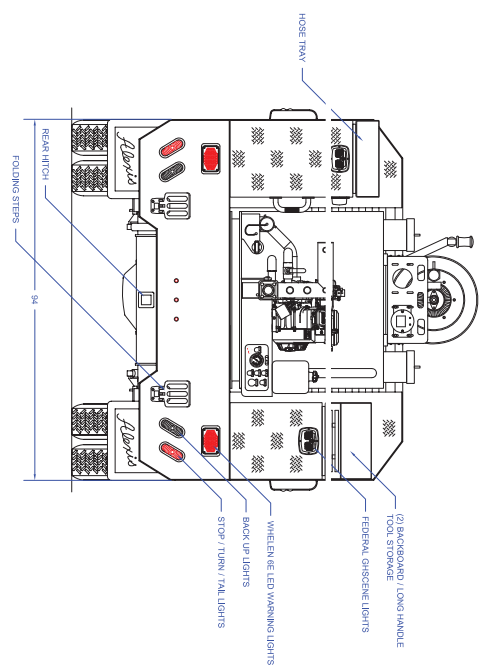 HOSE TRAY
(2) BACKBOARD / LONG HANDLE
TOOL STORAGE
FEDERAL GHSCENE LIGHTS
WHELEN 6E LED WARNING LIGHTS
BACK UP LIGHTS
STOP / TURN / TAIL LIGHTS
Alexis
Alexis
REAR HITCH
FOLDING STEPS
94